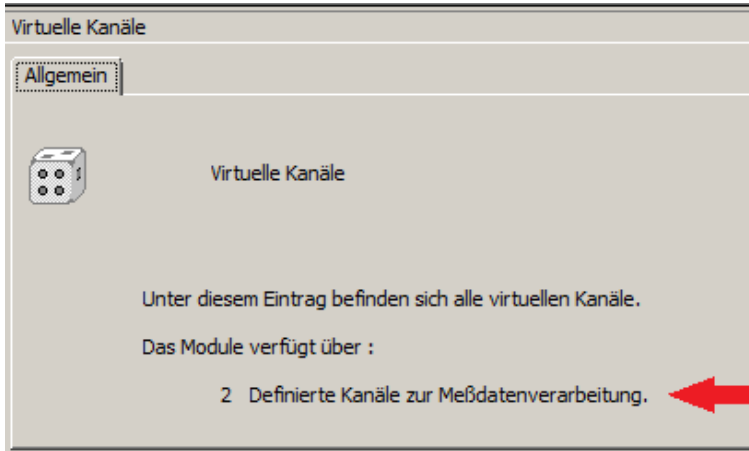 Virtuelle Kanäle
Allgemein
Virtuelle Kanäle
Unter diesem Eintrag befinden sich alle virtuellen Kanäle.
Das Module verfügt über :
2 Definierte Kanäle zur Meßdatenverarbeitung.